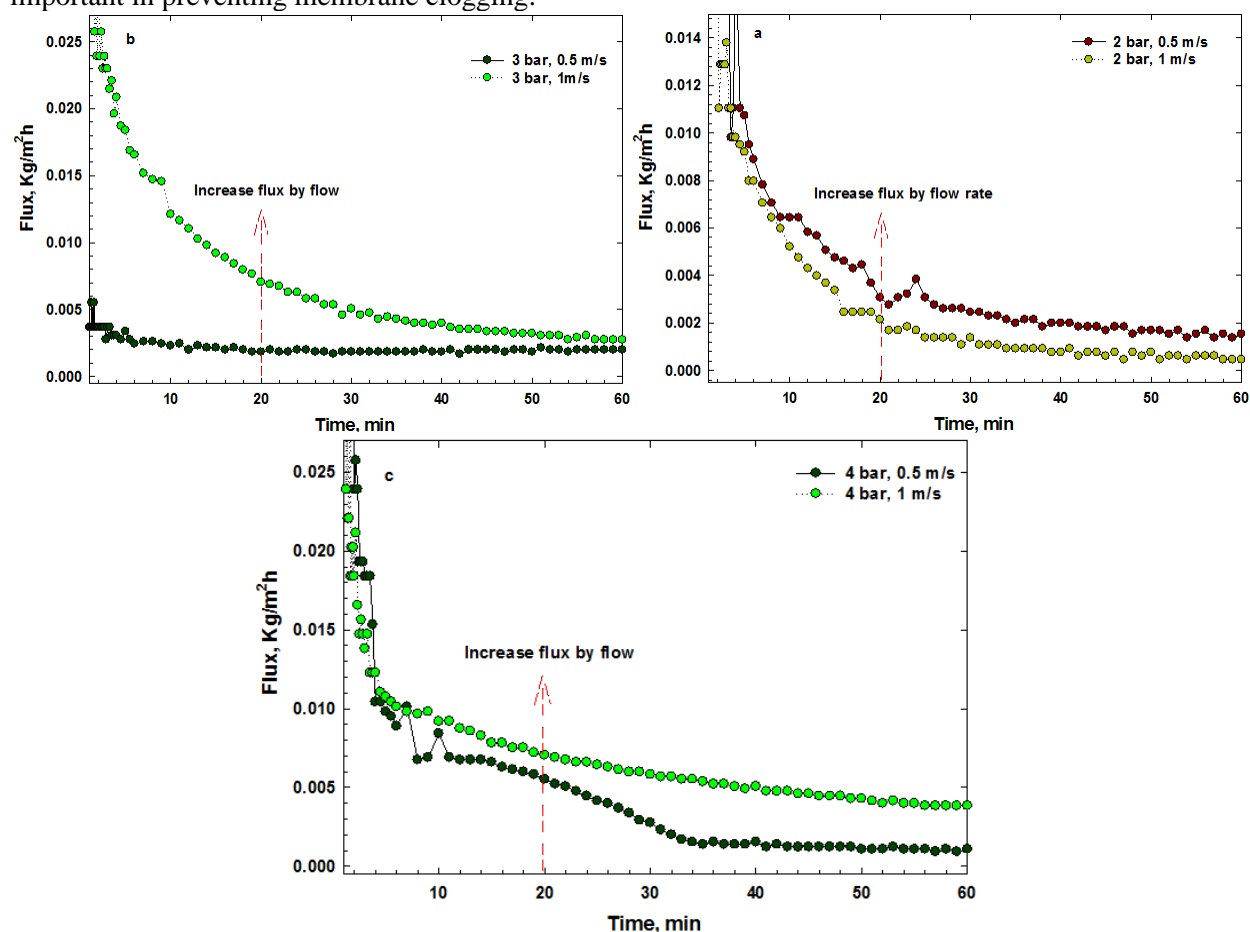 important in preventing membrane clogging.
b
3 bar, 0.5 m/s
3 bar, 1m/s
Increase flux by flow
Flux, Kg/m²h
0.025
0.020
0.015
0.010
0.005
0.000
10 20 30 40 50 60
Time, min
a
2 bar, 0.5 m/s
2 bar, 1 m/s
Increase flux by flow rate
Flux, Kg/m²h
0.014
0.012
0.010
0.008
0.006
0.004
0.002
0.000
10 20 30 40 50 60
Time, min
c
4 bar, 0.5 m/s
4 bar, 1 m/s
Increase flux by flow
Flux, Kg/m²h
0.025
0.020
0.015
0.010
0.005
0.000
10 20 30 40 50 60
Time, min